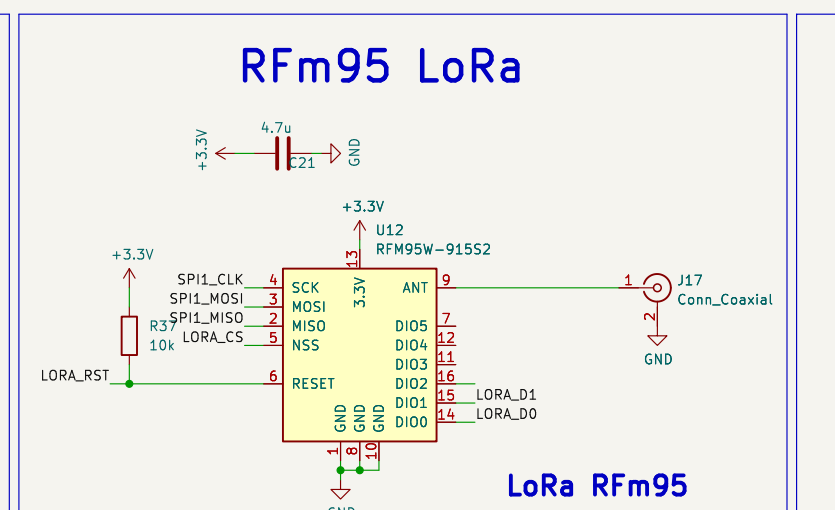 RFm95 LoRa
4.7u
+3.3V
C21
GND
+3.3V
U12
RFM95W-915S2
13
3.3V
+3.3V
R37
10k
SPI1_CLK 4 SCK
SPI1_MOSI 3 MOSI
SPI1_MISO 2 MISO
LORA_CS 5 NSS
LORA_RST 6 RESET
ANT 9
1 J17
Conn_Coaxial
2
GND
DIO5 7
DIO4 12
DIO3 11
DIO2 16
DIO1 15 LORA_D1
DIO0 14 LORA_D0
GND GND GND
1 8 10
LoRa RFm95